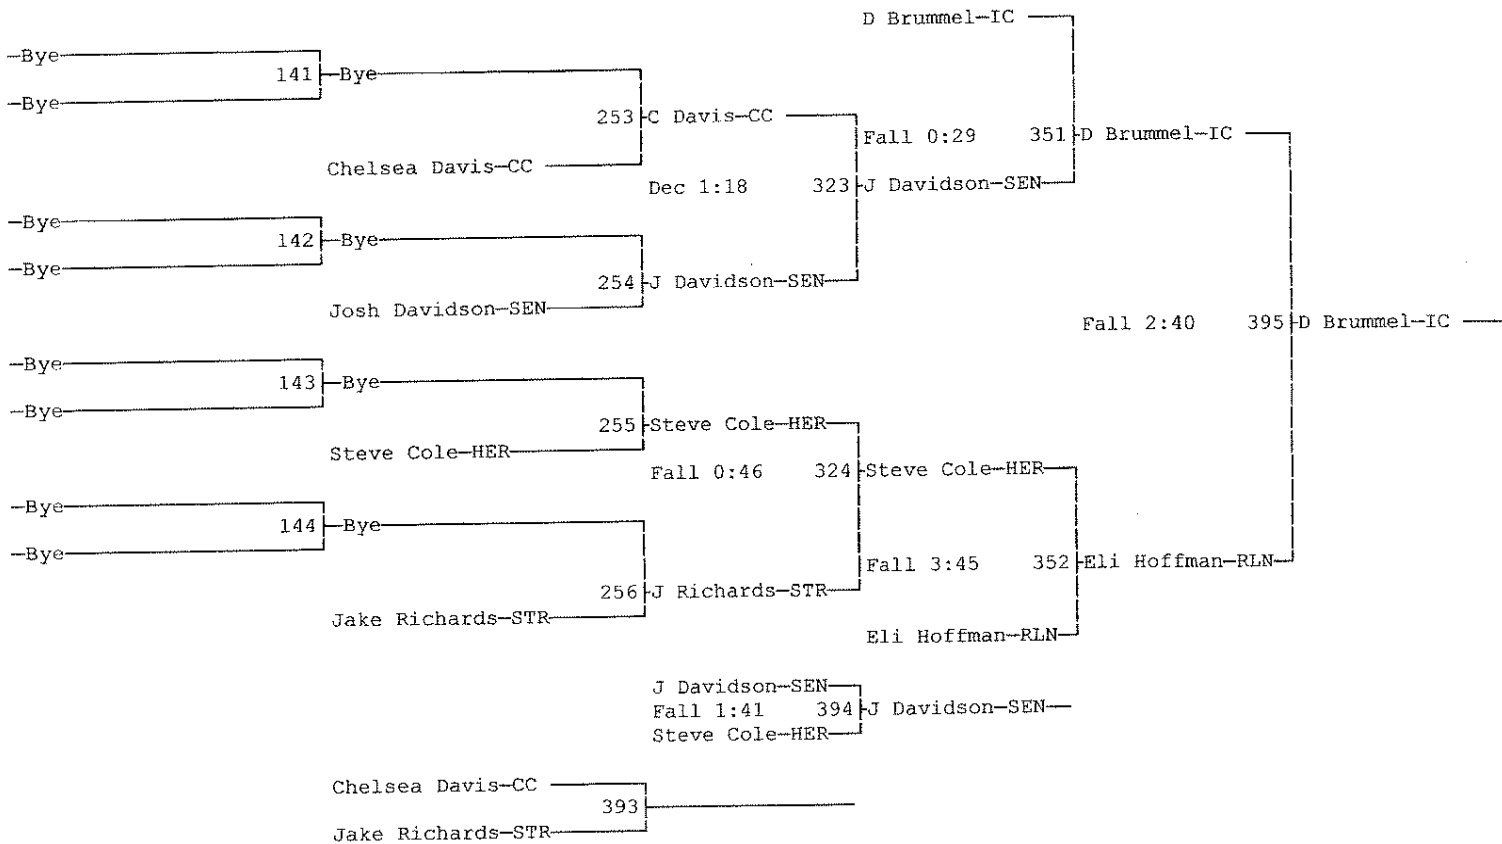 D Brummel-IC
-Bye
141 -Bye
-Bye
253 C Davis-CC
Fall 0:29 351 D Brummel-IC
Chelsea Davis-CC
Dec 1:18 323 J Davidson-SEN
-Bye
142 -Bye
-Bye
254 J Davidson-SEN
Josh Davidson-SEN
Fall 2:40 395 D Brummel-IC
-Bye
143 -Bye
-Bye
255 Steve Cole-HER
Steve Cole-HER
Fall 0:46 324 Steve Cole-HER
-Bye
144 -Bye
-Bye
Fall 3:45 352 Eli Hoffman-RLN
256 J Richards-STR
Jake Richards-STR
Eli Hoffman-RLN
J Davidson-SEN
Fall 1:41 394 J Davidson-SEN
Steve Cole-HER
Chelsea Davis-CC
393
Jake Richards-STR